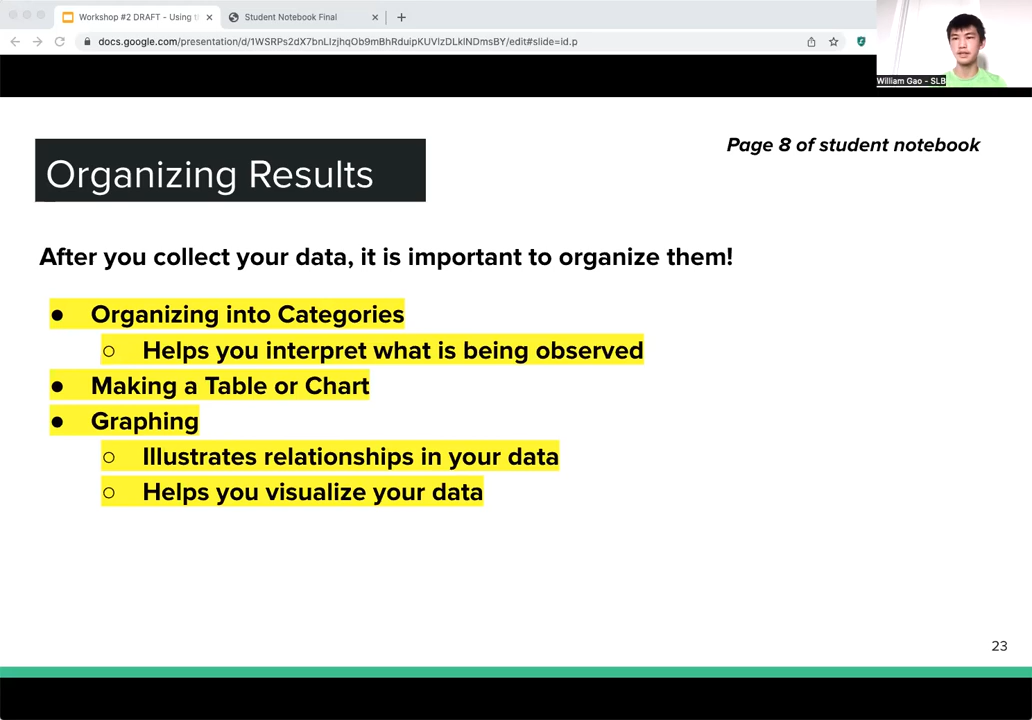 Workshop #2 DRAFT - Using t
Student Notebook Final
docs.google.com/presentation/d/1WSRPs2dX7bnLIzjhqOb9mBhRduipKUVlzDLklNDmsBY/edit#slide=id.p
William Gao - SLB
Page 8 of student notebook
Organizing Results
After you collect your data, it is important to organize them!
● Organizing into Categories
○ Helps you interpret what is being observed
● Making a Table or Chart
● Graphing
○ Illustrates relationships in your data
○ Helps you visualize your data
23